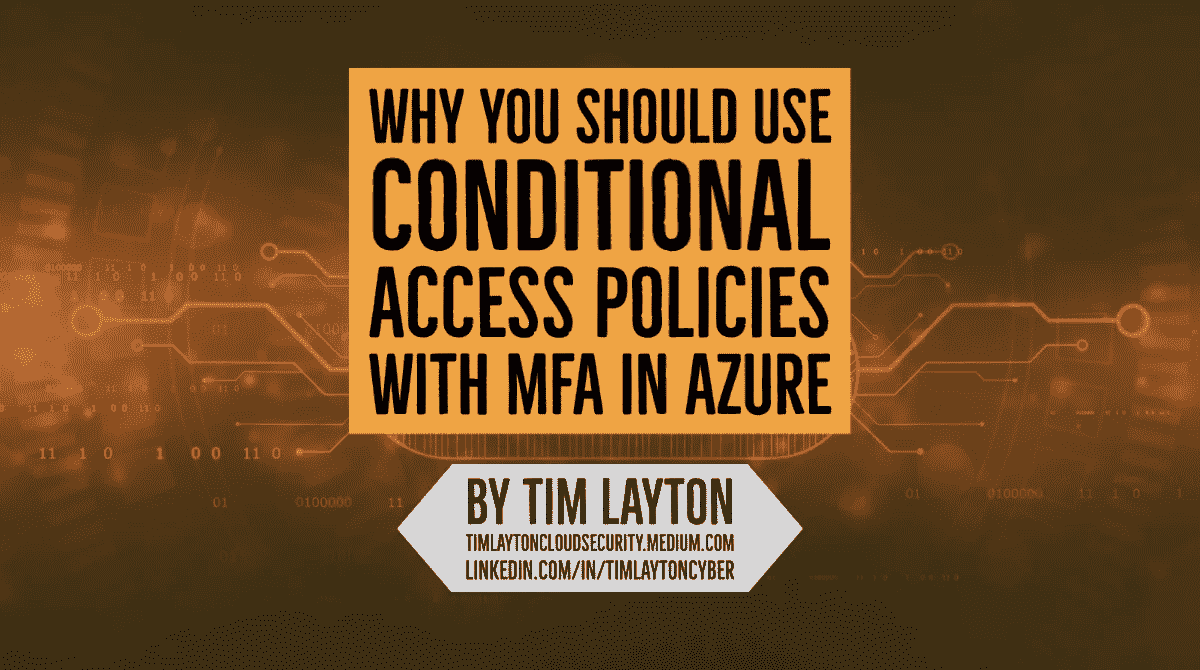 WHY YOU SHOULD USE
CONDITIONAL
ACCESS POLICIES
WITH MFA IN AZURE
BY TIM LAYTON
TIMLAYTONCLOUDSECURITY.MEDIUM.COM
LINKEDIN.COM/IN/TIMLAYTONCYBER